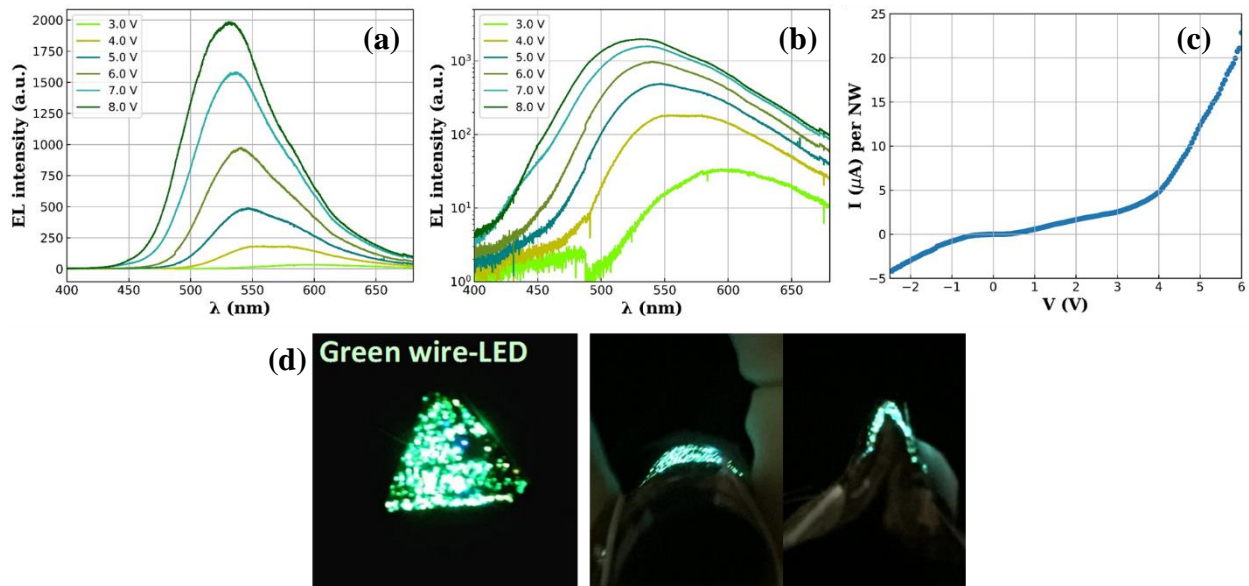 (a)
EL intensity (a.u.)
2000
1750
1500
1250
1000
750
500
250
0
3.0 V
4.0 V
5.0 V
6.0 V
7.0 V
8.0 V
400
450
500
550
600
650
λ (nm)
(b)
EL intensity (a.u.)
10³
10²
10¹
10⁰
3.0 V
4.0 V
5.0 V
6.0 V
7.0 V
8.0 V
400
450
500
550
600
650
λ (nm)
(c)
I (μA) per NW
25
20
15
10
5
0
−5
−2
−1
0
1
2
3
4
5
6
V (V)
(d)
Green wire-LED